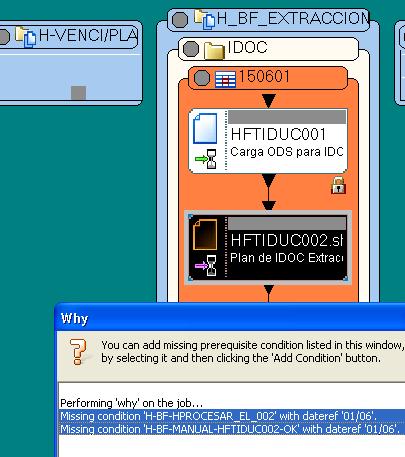 H-VENCI/PLA
H_BF_EXTRACCION
IDOC
150601
HFTIDUC001
Carga ODS para IDC
HFTIDUC002.sh
Plan de IDOC Extrac
Why
You can add missing prerequisite condition listed in this window,
by selecting it and then clicking the 'Add Condition' button.
Performing 'why' on the job...
Missing condition 'H-BF-HPROCESAR_EL_002' with dateref '01/06'.
Missing condition 'H-BF-MANUAL-HFTIDUC002-OK' with dateref '01/06'.